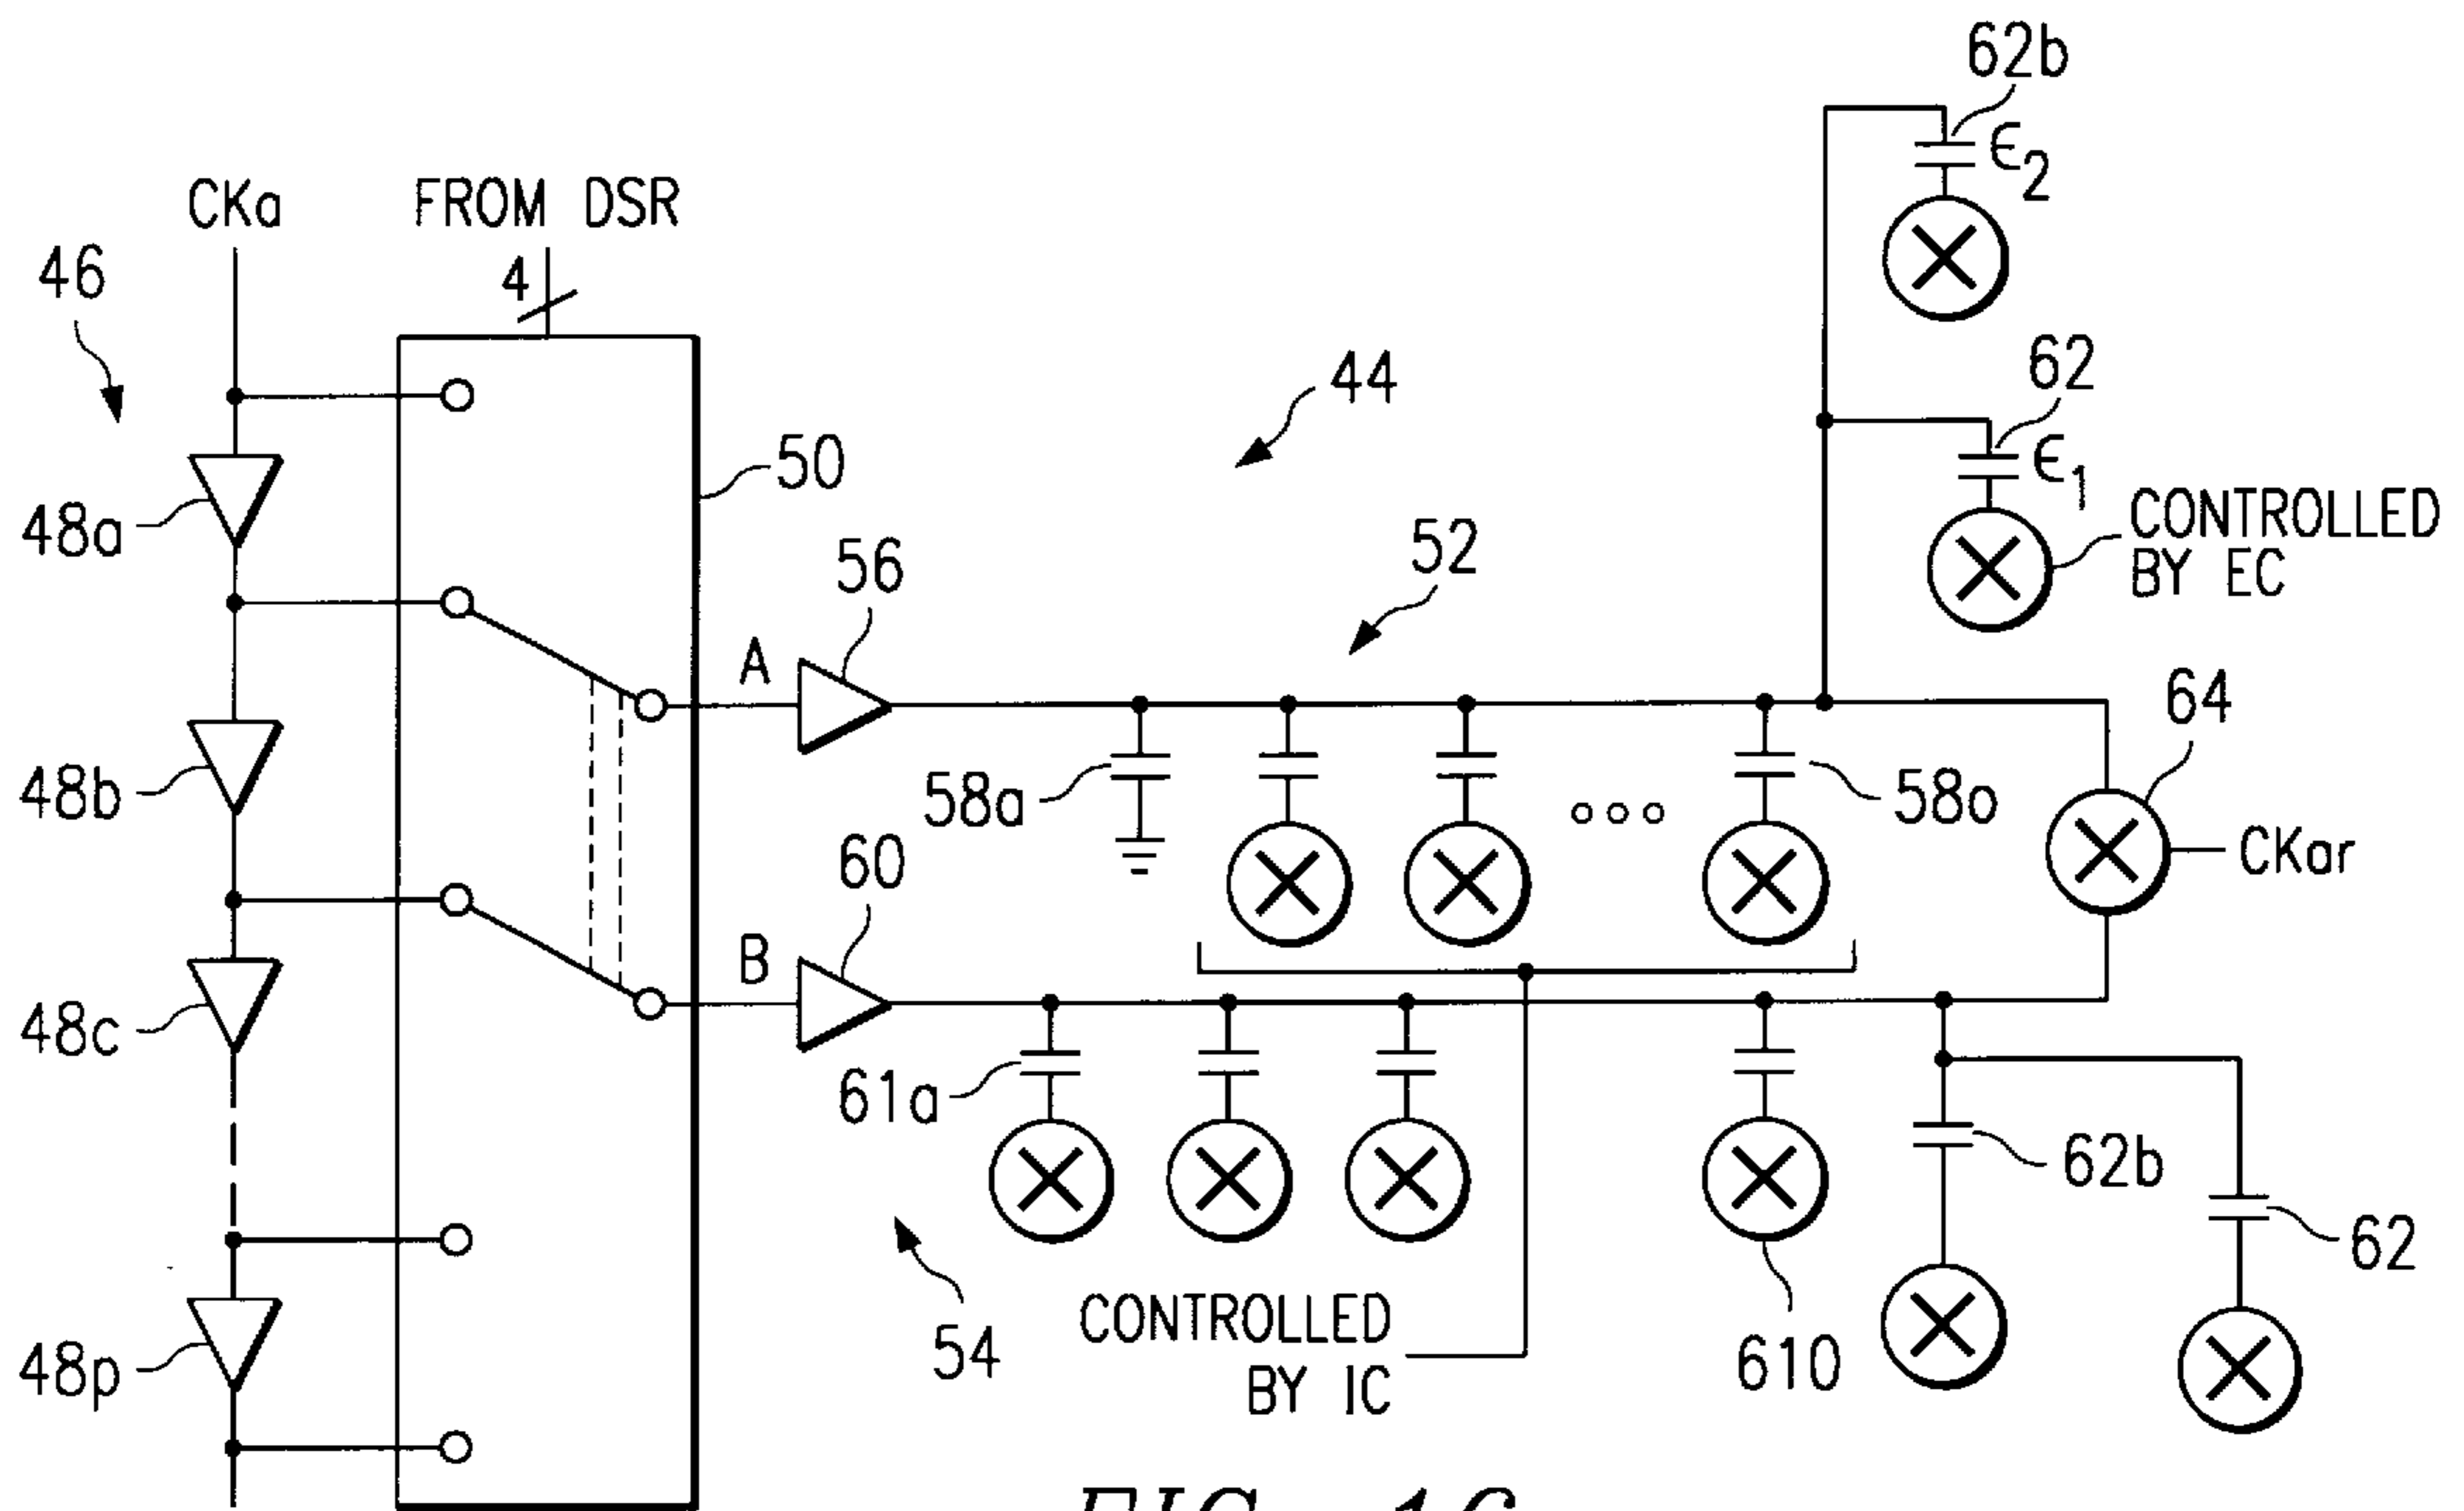 62b
ϵ2
CKa
FROM DSR
46
4
62
ϵ1
44
50
CONTROLLED
BY EC
48a
56
52
A
64
48b
58a
58o
60
CKar
B
48c
61a
62b
62
54
CONTROLLED
BY IC
610
48p